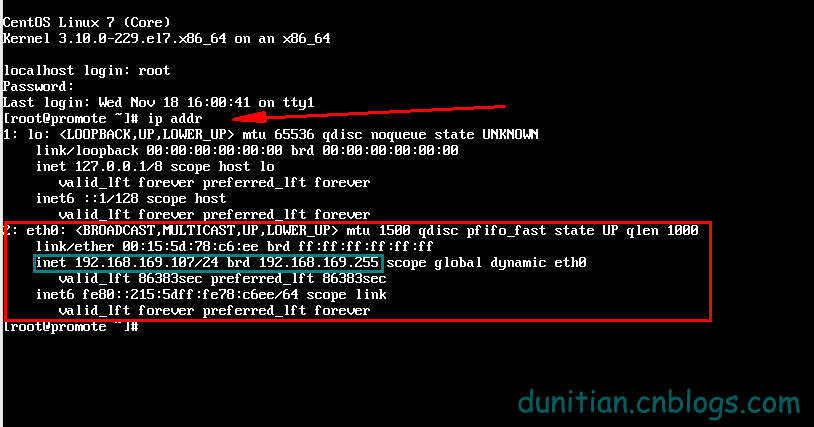 CentOS Linux 7 (Core)
Kernel 3.10.0-229.el7.x86_64 on an x86_64
localhost login: root
Password:
Last login: Wed Nov 18 16:00:41 on tty1
[root@promote ~]# ip addr
1: lo: <LOOPBACK,UP,LOWER_UP> mtu 65536 qdisc noqueue state UNKNOWN
link/loopback 00:00:00:00:00:00 brd 00:00:00:00:00:00
inet 127.0.0.1/8 scope host lo
valid_lft forever preferred_lft forever
inet6 ::1/128 scope host
valid_lft forever preferred_lft forever
2: eth0: <BROADCAST,MULTICAST,UP,LOWER_UP> mtu 1500 qdisc pfifo_fast state UP qlen 1000
link/ether 00:15:5d:78:c6:ee brd ff:ff:ff:ff:ff:ff
inet 192.168.169.107/24 brd 192.168.169.255 scope global dynamic eth0
valid_lft 86383sec preferred_lft 86383sec
inet6 fe80::215:5dff:fe78:c6ee/64 scope link
valid_lft forever preferred_lft forever
[root@promote ~]#
dunitian.cnblogs.com